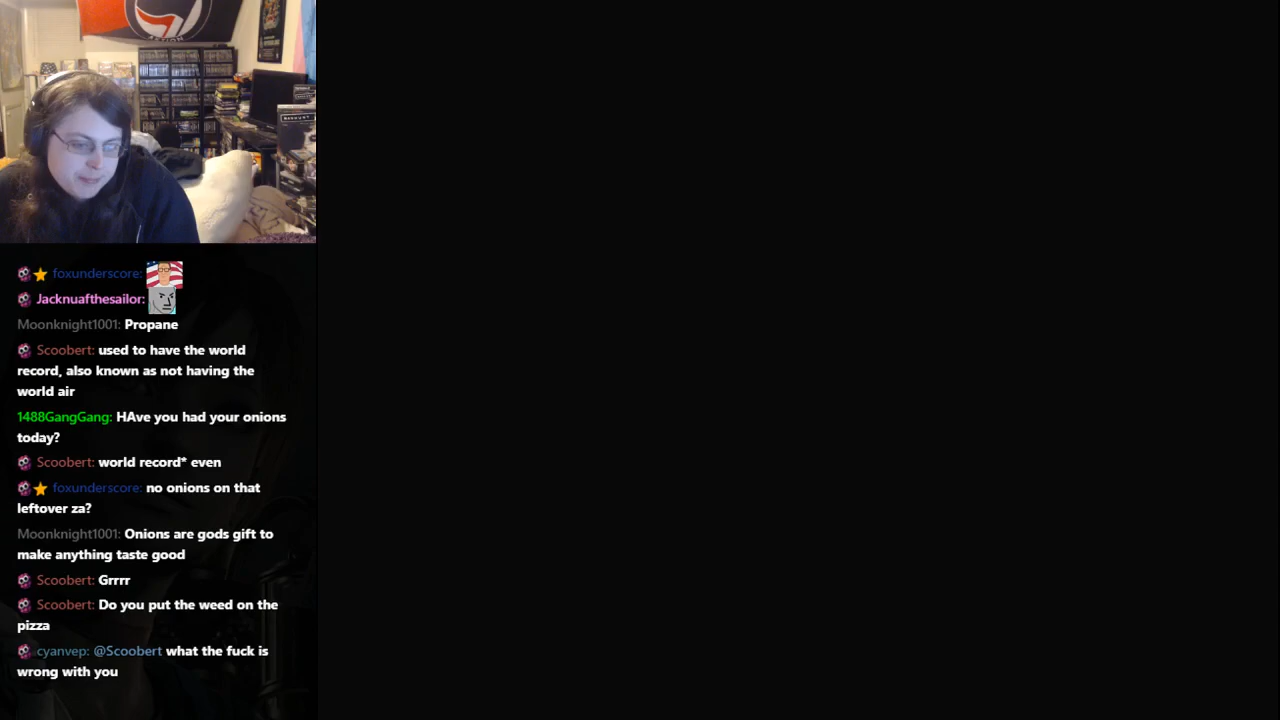 ACTION
MANHUNT
foxunderscore:
Jacknuafthesailor:
Moonknight1001: Propane
Scoobert: used to have the world
record, also known as not having the
world air
1488GangGang: HAve you had your onions
today?
Scoobert: world record* even
foxunderscore: no onions on that
leftover za?
Moonknight1001: Onions are gods gift to
make anything taste good
Scoobert: Grrrr
Scoobert: Do you put the weed on the
pizza
cyanvep: @Scoobert what the fuck is
wrong with you